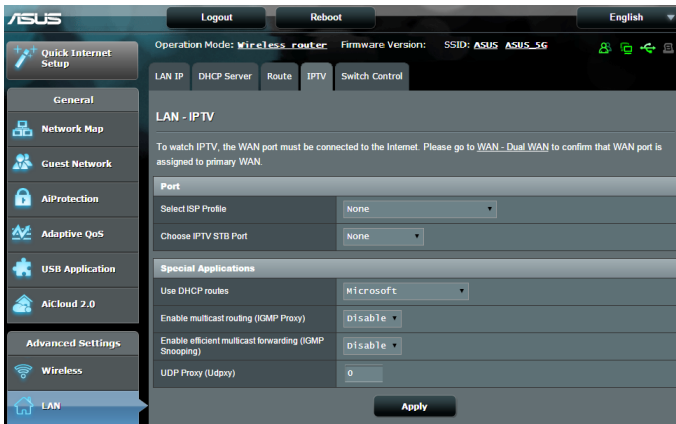 ASUS
Logout
Reboot
English
Quick Internet Setup
Operation Mode: Wireless router Firmware Version: SSID: ASUS ASUS_5G
LAN IP DHCP Server Route IPTV Switch Control
General
Network Map
Guest Network
AiProtection
Adaptive QoS
USB Application
AiCloud 2.0
Advanced Settings
Wireless
LAN
LAN - IPTV
To watch IPTV, the WAN port must be connected to the Internet. Please go to WAN - Dual WAN to confirm that WAN port is
assigned to primary WAN.
Port
Select ISP Profile None
Choose IPTV STB Port None
Special Applications
Use DHCP routes Microsoft
Enable multicast routing (IGMP Proxy) Disable
Enable efficient multicast forwarding (IGMP
Snooping) Disable
UDP Proxy (Udpxy) 0
Apply